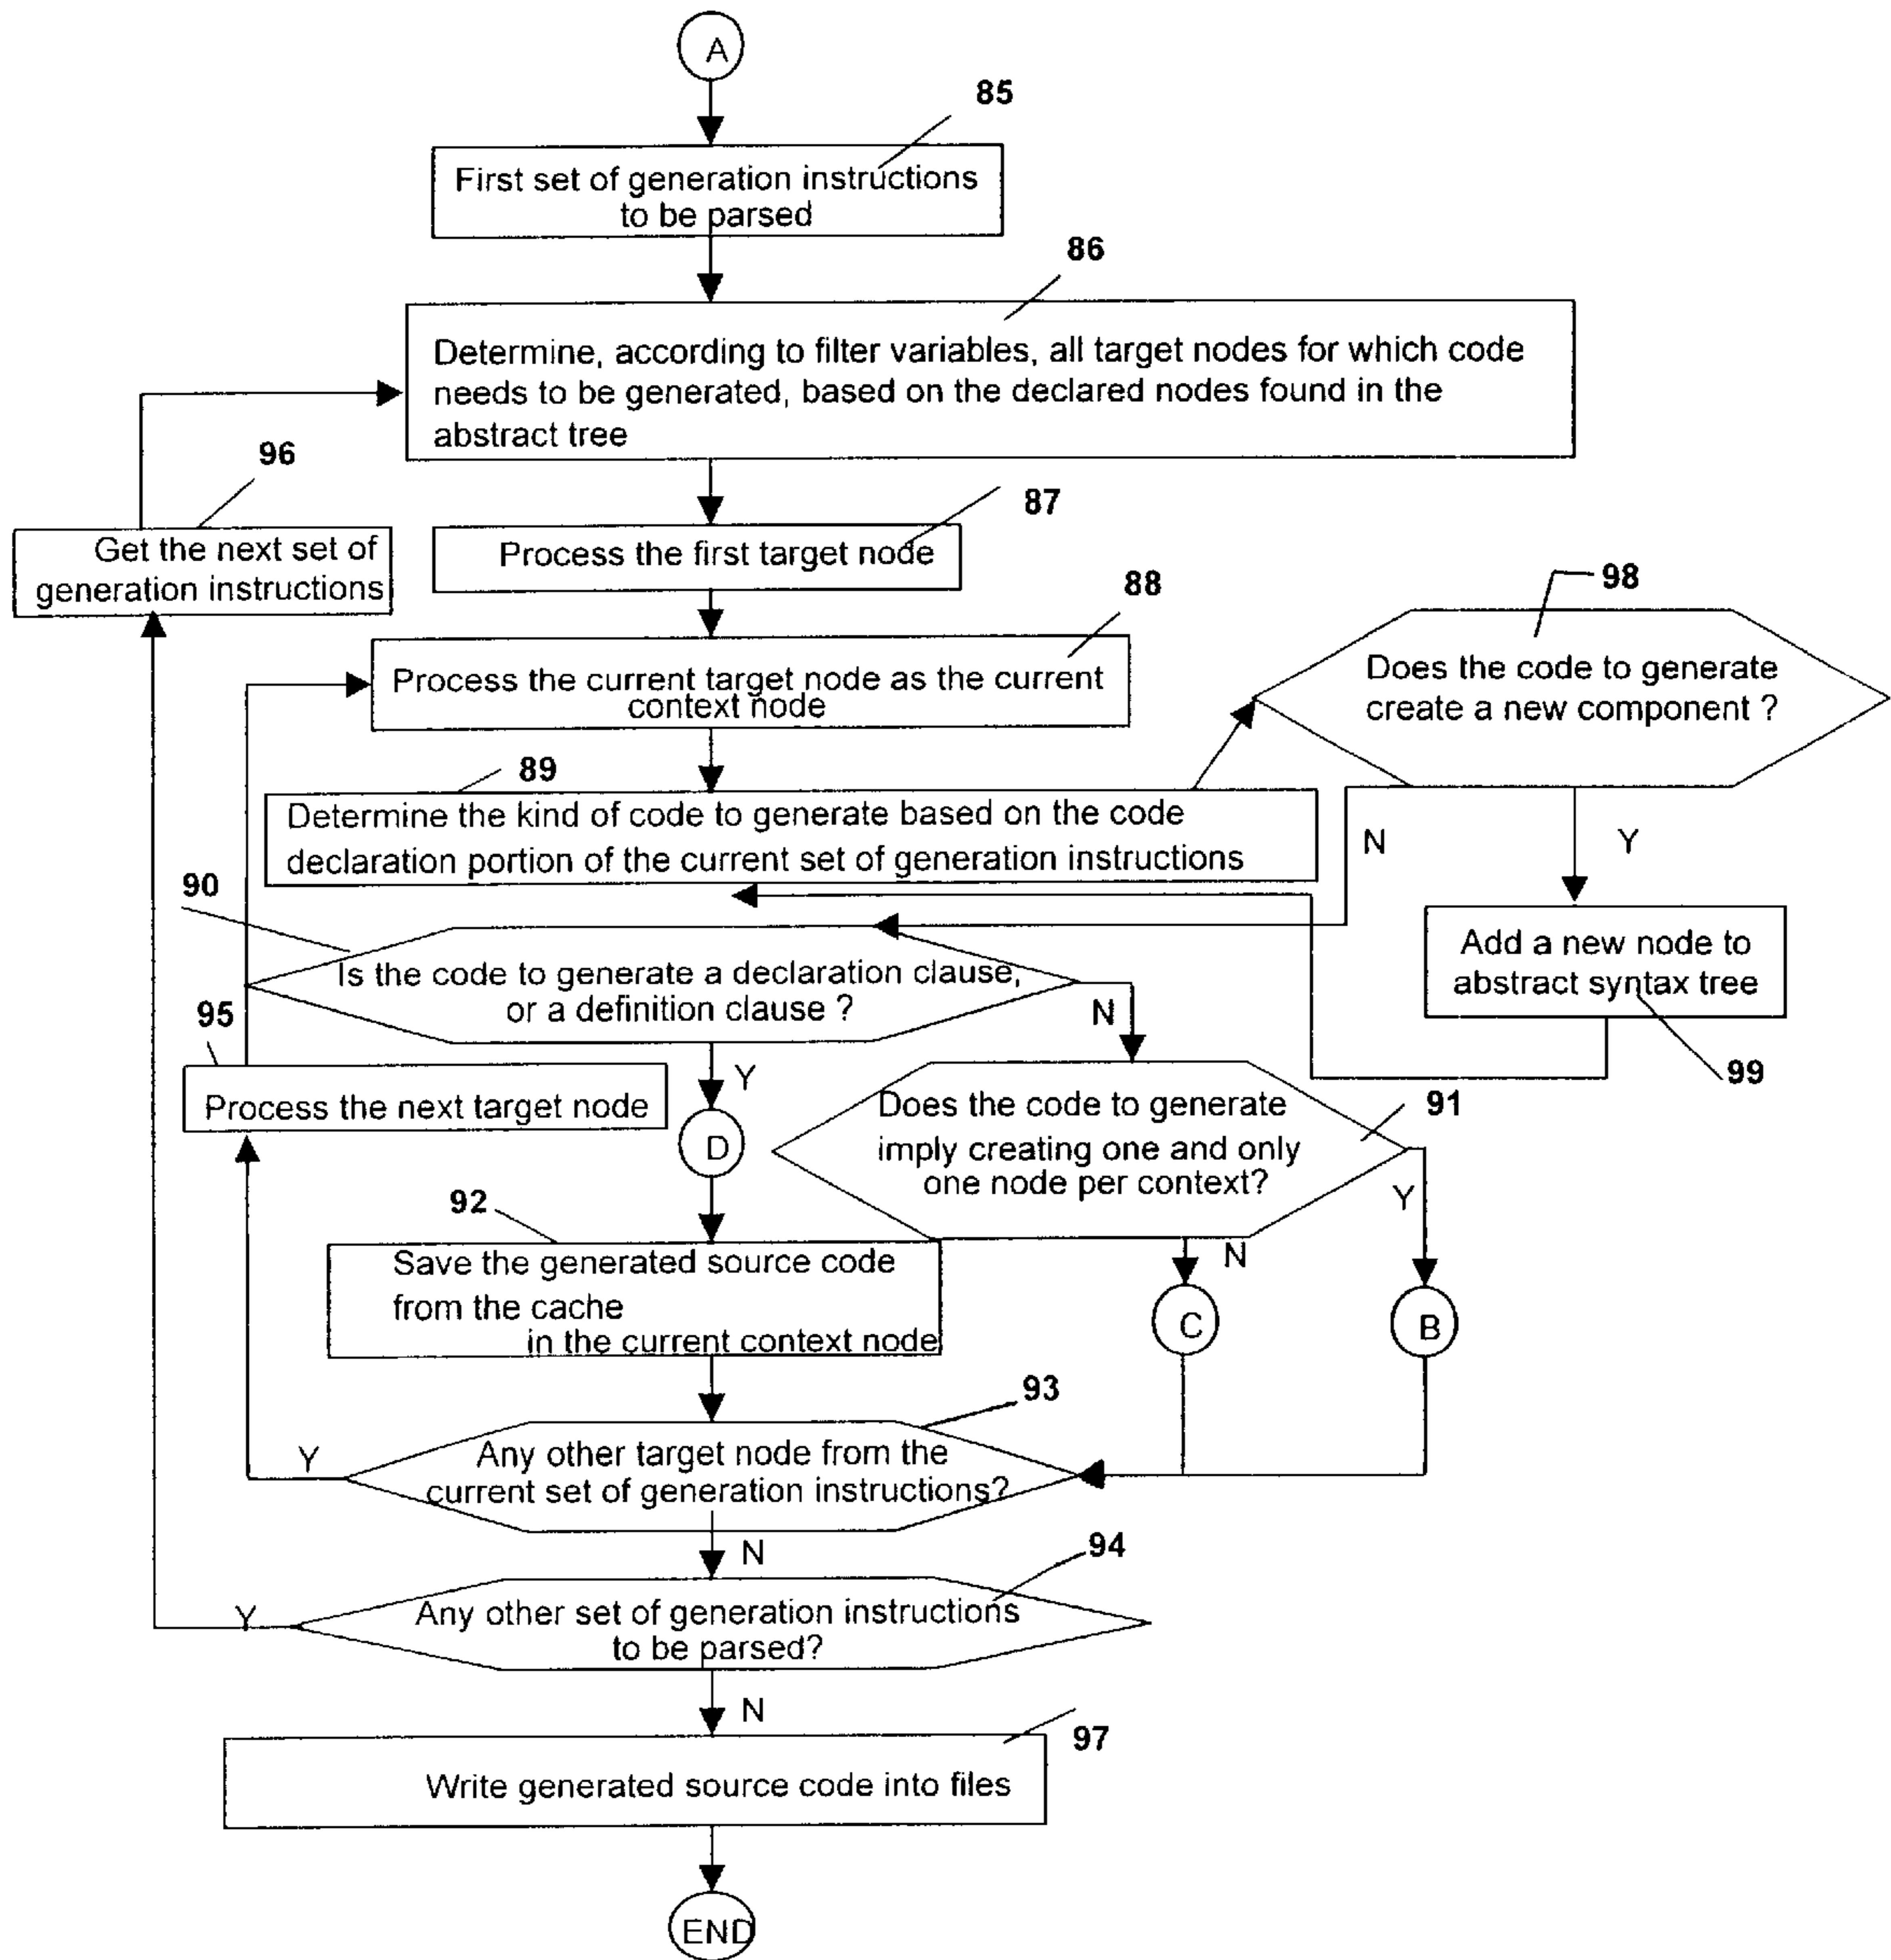 A
85
First set of generation instructions
to be parsed
86
Determine, according to filter variables, all target nodes for which code
needs to be generated, based on the declared nodes found in the
abstract tree
96
Get the next set of
generation instructions
87
Process the first target node
88
Process the current target node as the current
context node
98
Does the code to generate
create a new component ?
N
Y
89
Determine the kind of code to generate based on the code
declaration portion of the current set of generation instructions
90
Is the code to generate a declaration clause,
or a definition clause ?
N
Y
Add a new node to
abstract syntax tree
99
95
Process the next target node
D
Does the code to generate
imply creating one and only
one node per context?
91
Y
N
92
Save the generated source code
from the cache
in the current context node
C
B
93
Any other target node from the
current set of generation instructions?
Y
N
94
Any other set of generation instructions
to be parsed?
Y
N
97
Write generated source code into files
END